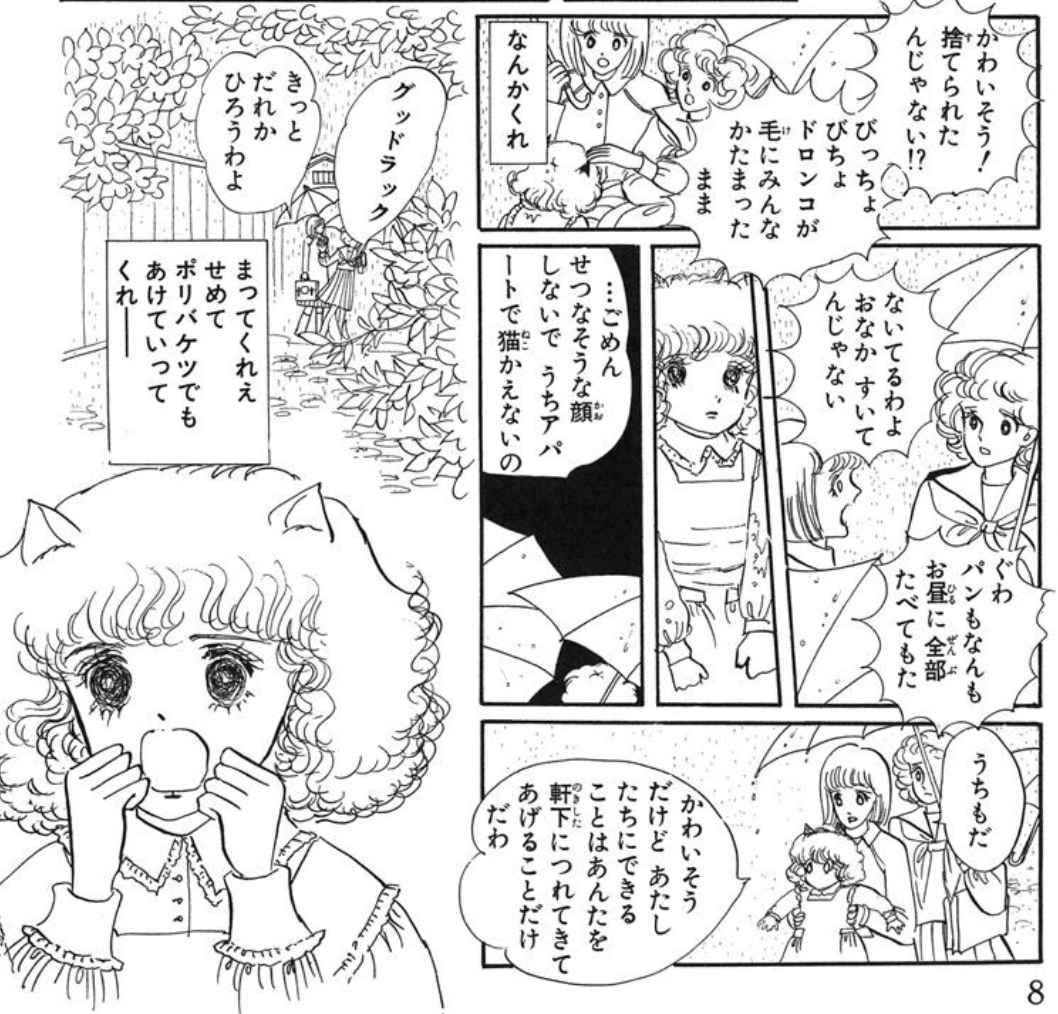 かわいそう！
捨てられた
んじゃない!?
びっちょ
びちょ
ドロンコが
毛にみんな
かたまった
まま
なんかくれ
ないてるわよ
おなか すいて
んじゃない
ぐわ
パンもなんも
お昼に 全部
たべてもた
…ごめん
せつなそうな顔
しないで うちアパ
ートで 猫かえないの
うちもだ
かわいそう
だけど あたし
たちにできる
ことはあんたを
軒下につれてきて
あげることだけ
だわ
グッドラック
きっと
だれか
ひろうわよ
まってくれえ
せめて
ポリバケツでも
あけていって
くれ──
8